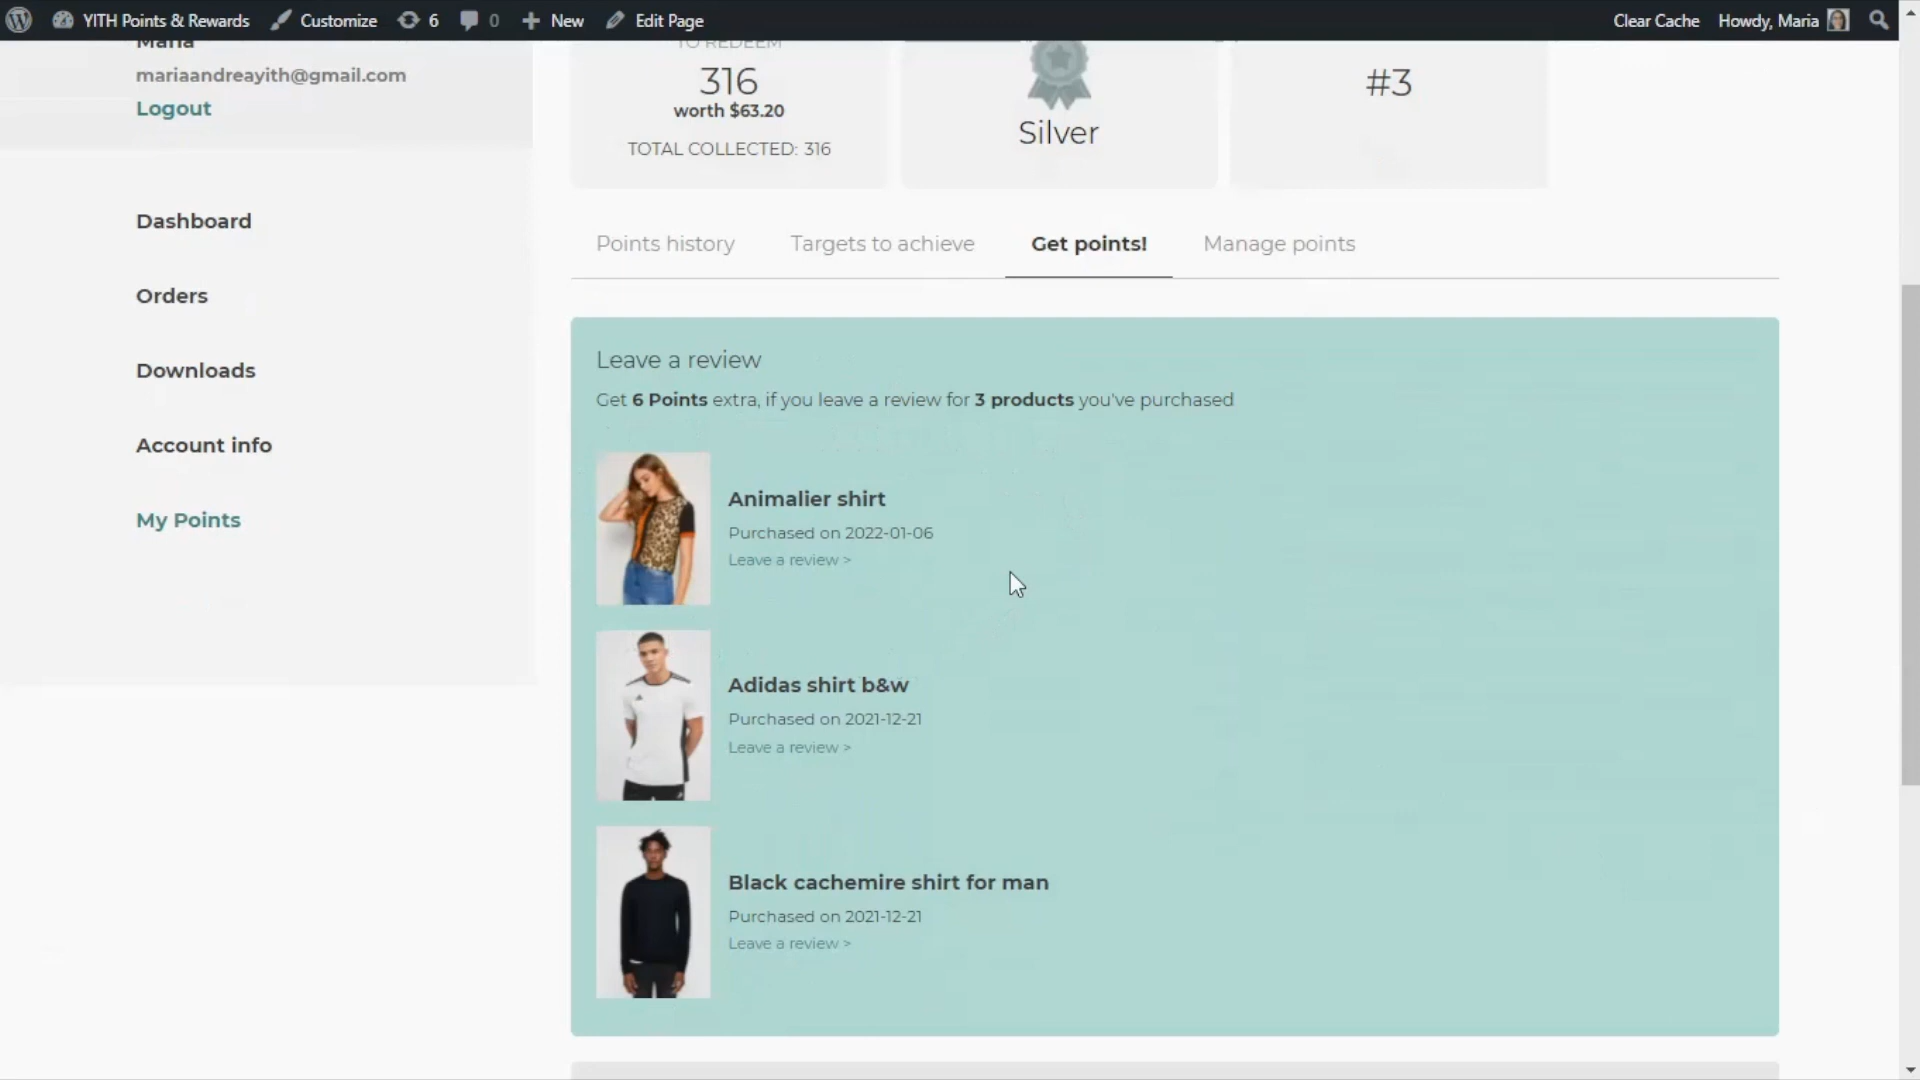 YITH Points & Rewards Customize 6 0 New Edit Page Clear Cache Howdy, Maria
Maria
mariaandreayith@gmail.com
Logout
Dashboard
Orders
Downloads
Account info
My Points
TO REDEEM
316
worth $63.20
TOTAL COLLECTED: 316
Silver
#3
Points history Targets to achieve Get points! Manage points
Leave a review
Get 6 Points extra, if you leave a review for 3 products you've purchased
Animalier shirt
Purchased on 2022-01-06
Leave a review >
Adidas shirt b&w
Purchased on 2021-12-21
Leave a review >
Black cachemire shirt for man
Purchased on 2021-12-21
Leave a review >